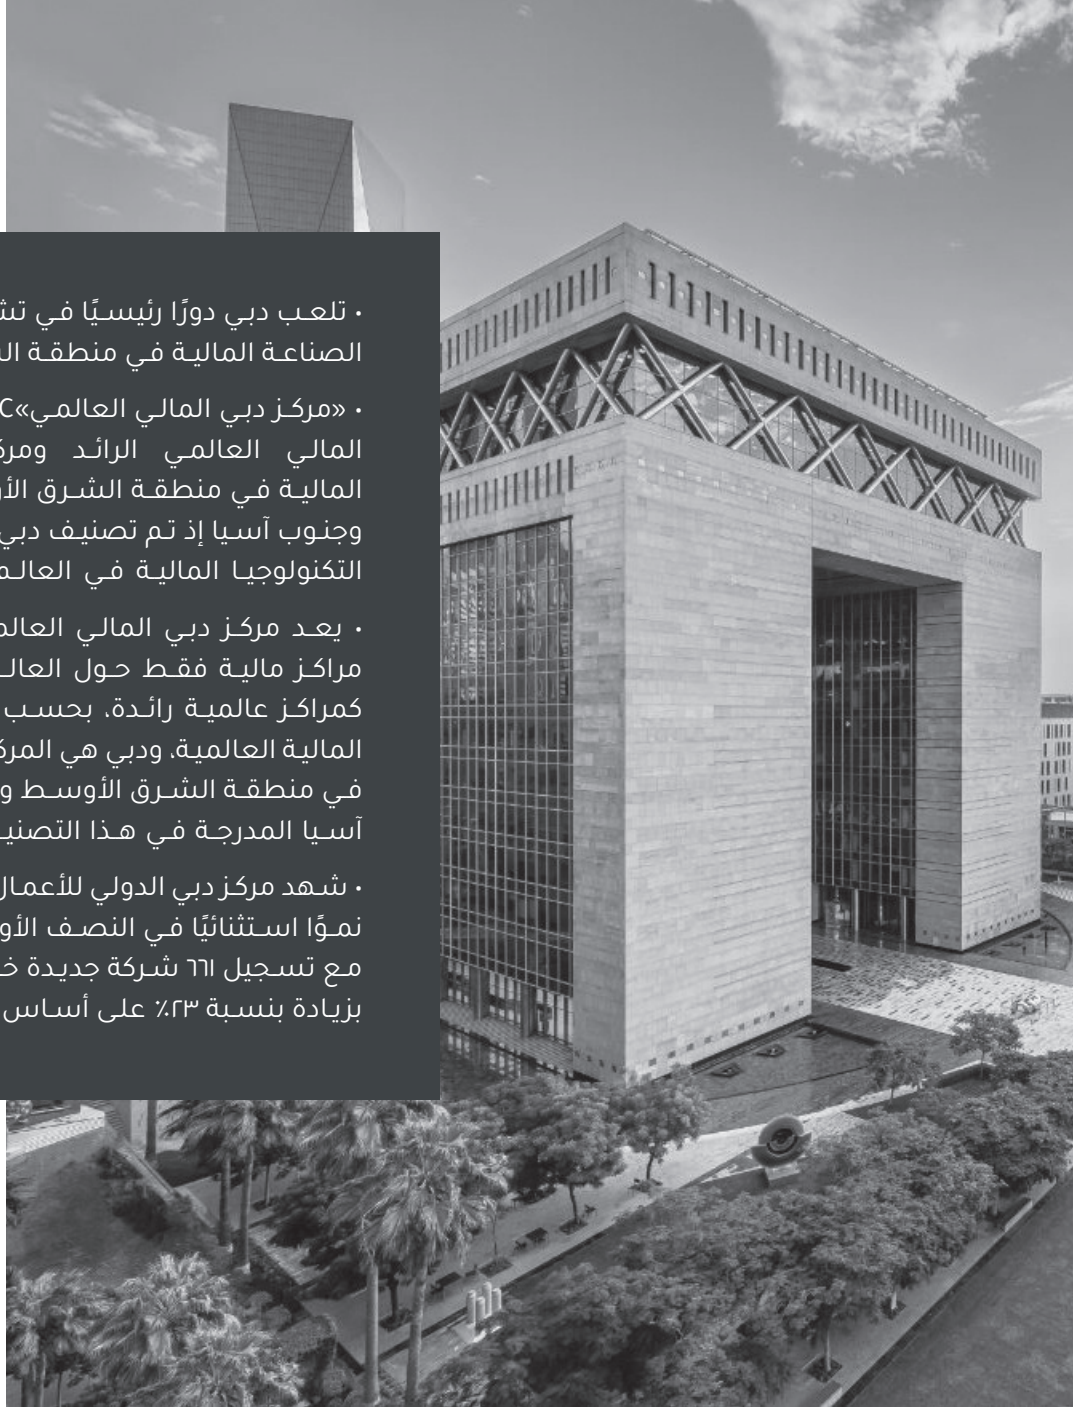 • تلعب دبي دورًا رئيسيًا في
الصناعة المالية في منطقة
• «مركز دبي المالي العالمي»
المالي العالمي الرائد
المالية في منطقة الشرق
وجنوب آسيا إذ تم تصنيف دبي
التكنولوجيا المالية في
• يعد مركز دبي المالي
مراكز مالية فقط حول
كمراكز عالمية رائدة، بحسب
المالية العالمية، ودبي هي
في منطقة الشرق الأوسط
آسيا المدرجة في هذا
• شهد مركز دبي الدولي
نموًا استثنائيًا في النصف
مع تسجيل ٦٦١ شركة جديدة
بزيادة بنسبة ٢٣٪ على أساس